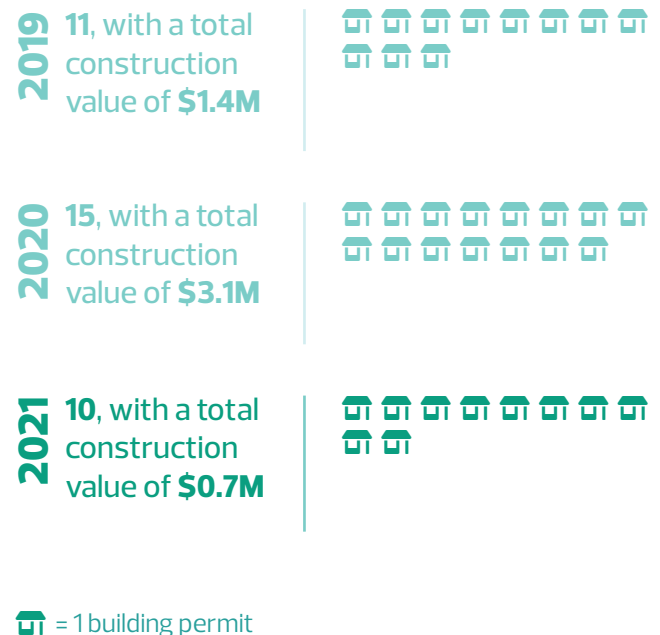 2019
11, with a total
construction
value of $1.4M
2020
15, with a total
construction
value of $3.1M
2021
10, with a total
construction
value of $0.7M
= 1 building permit